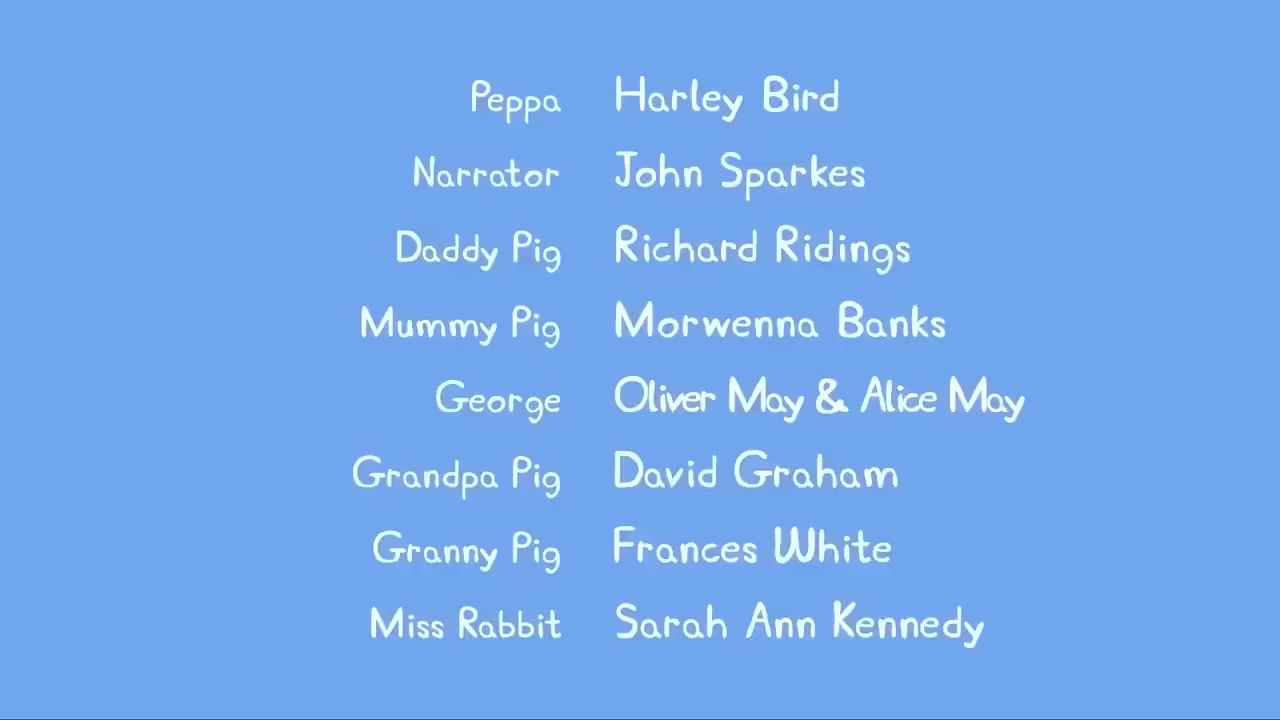 Peppa Harley Bird
Narrator John Sparkes
Daddy Pig Richard Ridings
Mummy Pig Morwenna Banks
George Oliver May & Alice May
Grandpa Pig David Graham
Granny Pig Frances White
Miss Rabbit Sarah Ann Kennedy